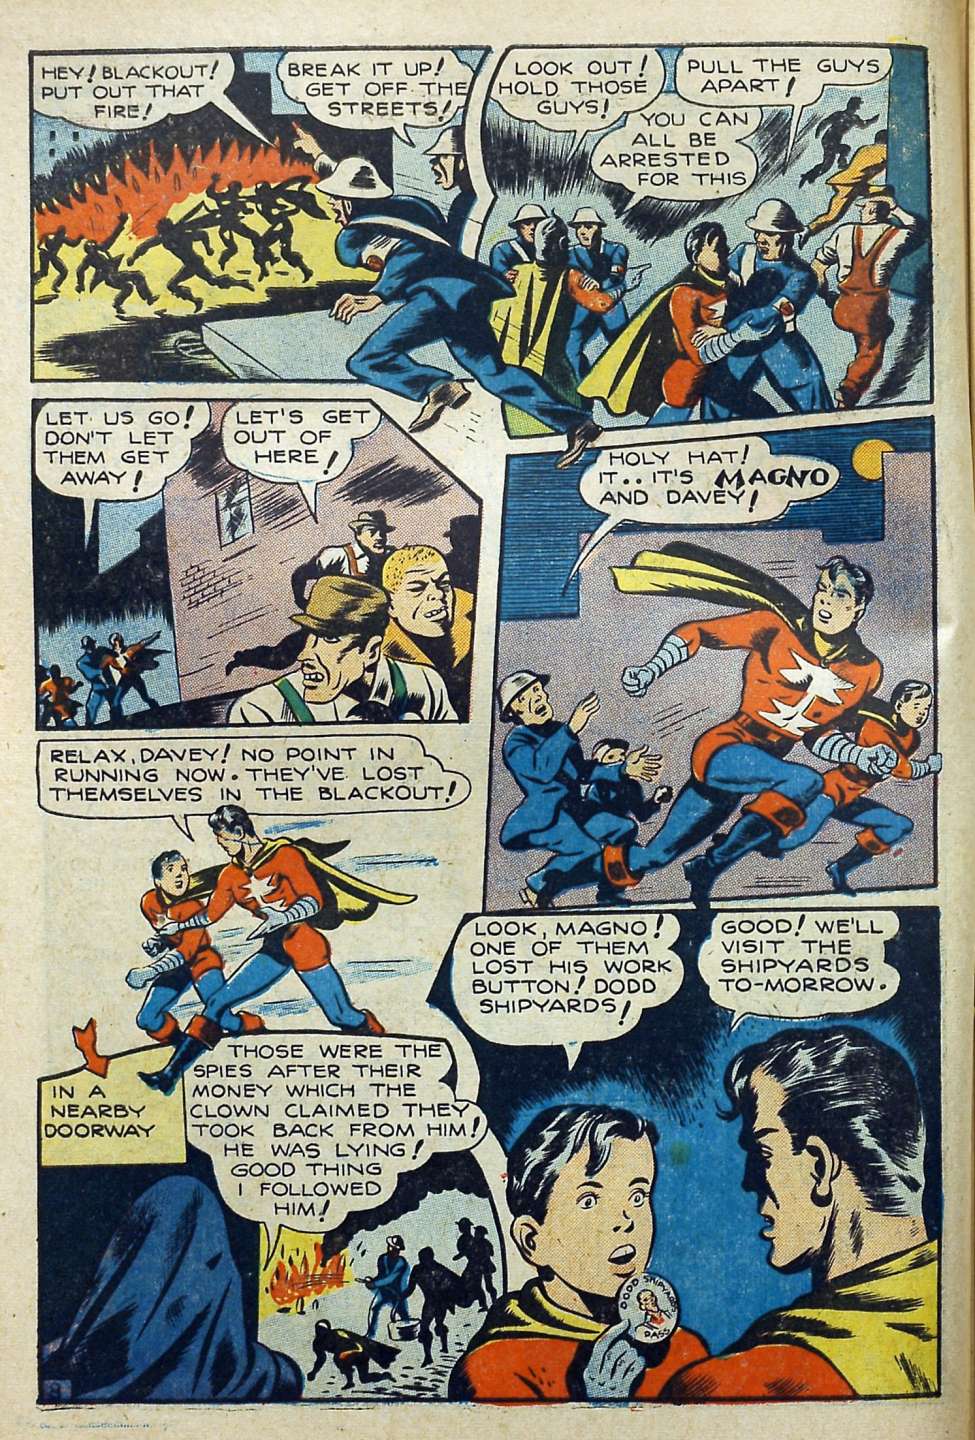 HEY! BLACKOUT!
PUT OUT THAT
FIRE!
BREAK IT UP!
GET OFF THE
STREETS!
LOOK OUT!
HOLD THOSE
GUYS!
PULL THE GUYS
APART!
YOU CAN
ALL BE
ARRESTED
FOR THIS
LET US GO!
DON'T LET
THEM GET
AWAY!
LET'S GET
OUT OF
HERE!
HOLY HAT!
IT.. IT'S MAGNO
AND DAVEY!
RELAX, DAVEY! NO POINT IN
RUNNING NOW. THEY'VE LOST
THEMSELVES IN THE BLACKOUT!
IN A
NEARBY
DOORWAY
THOSE WERE THE
SPIES AFTER THEIR
MONEY WHICH THE
CLOWN CLAIMED THEY
TOOK BACK FROM HIM!
HE WAS LYING!
GOOD THING
I FOLLOWED
HIM!
LOOK, MAGNO!
ONE OF THEM
LOST HIS WORK
BUTTON! DODD
SHIPYARDS!
GOOD! WE'LL
VISIT THE
SHIPYARDS
TO-MORROW.
DODD SHIPYARDS
PASS